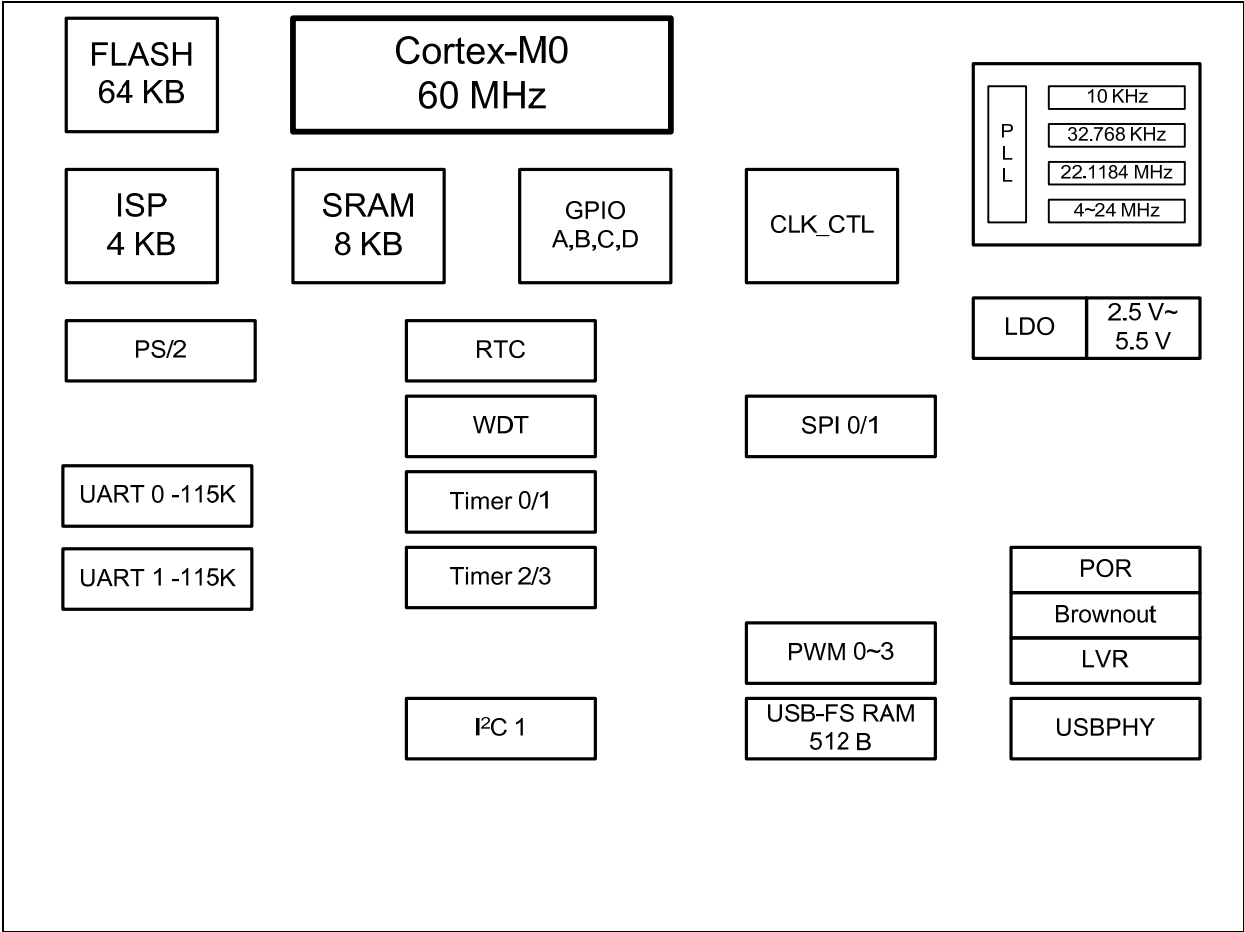 FLASH
64 KB
Cortex-M0
60 MHz
P
L
L
10 KHz
32.768 KHz
22.1184 MHz
4~24 MHz
ISP
4 KB
SRAM
8 KB
GPIO
A,B,C,D
CLK_CTL
LDO
2.5 V~
5.5 V
PS/2
RTC
WDT
SPI 0/1
UART 0 -115K
Timer 0/1
UART 1 -115K
Timer 2/3
POR
Brownout
PWM 0~3
LVR
I²C 1
USB-FS RAM
512 B
USBPHY